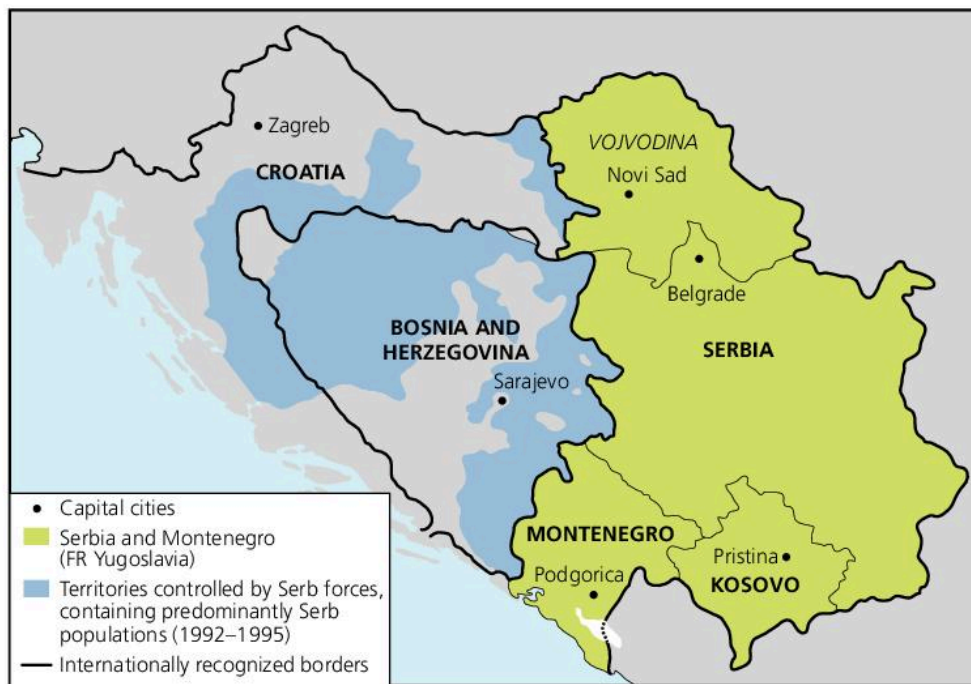 Zagreb
CROATIA
VOJVODINA
Novi Sad
Belgrade
BOSNIA AND
HERZEGOVINA
SERBIA
Sarajevo
MONTENEGRO
Podgorica
Pristina
KOSOVO
Capital cities
Serbia and Montenegro
(FR Yugoslavia)
Territories controlled by Serb forces,
containing predominantly Serb
populations (1992–1995)
Internationally recognized borders